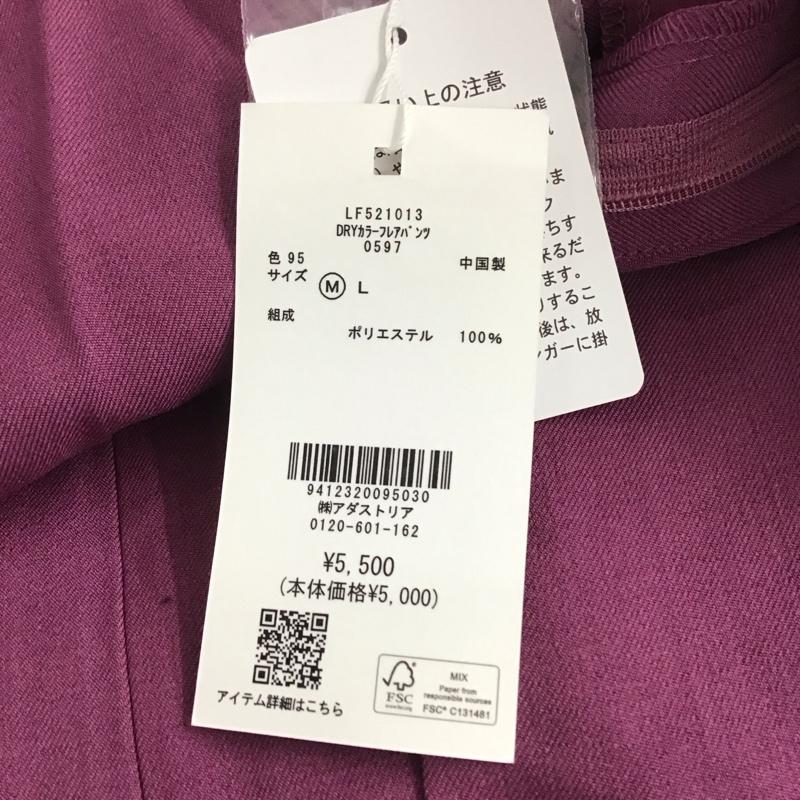 い上の注意
状態
ま
ちす
来るだ
ます。
りするこ
後は、放
ンガーに掛
LF521013
DRYカラーフレアパンツ
0597
色 95
中国製
サイズ Ⓜ L
組成
ポリエステル 100%
9412320095030
㈱アダストリア
0120-601-162
¥5,500
(本体価格¥5,000)
アイテム詳細はこちら
FSC
www.fsc.org
MIX
Paper from
responsible sources
FSC® C131481